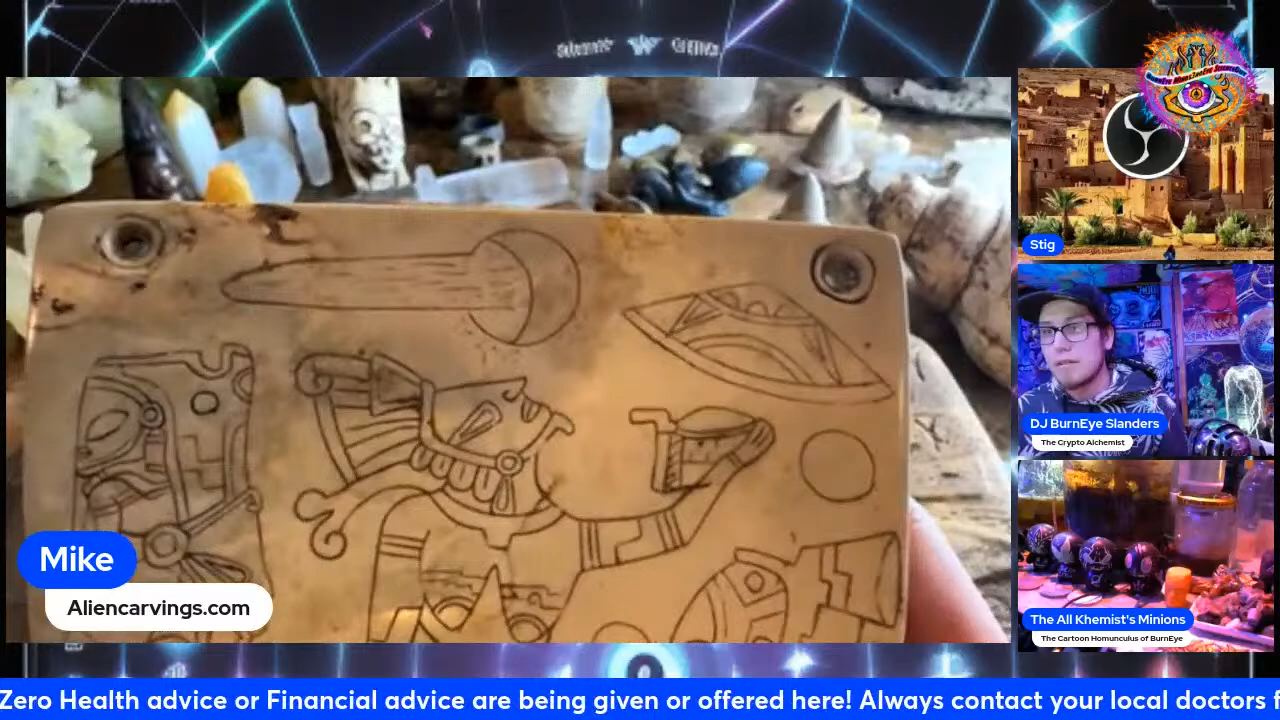 Stig
DJ BurnEye Slanders
The Crypto Alchemist
Mike
Aliencarvings.com
The All Khemist's Minions
The Cartoon Homunculus of BurnEye
Zero Health advice or Financial advice are being given or offered here! Always contact your local doctors f